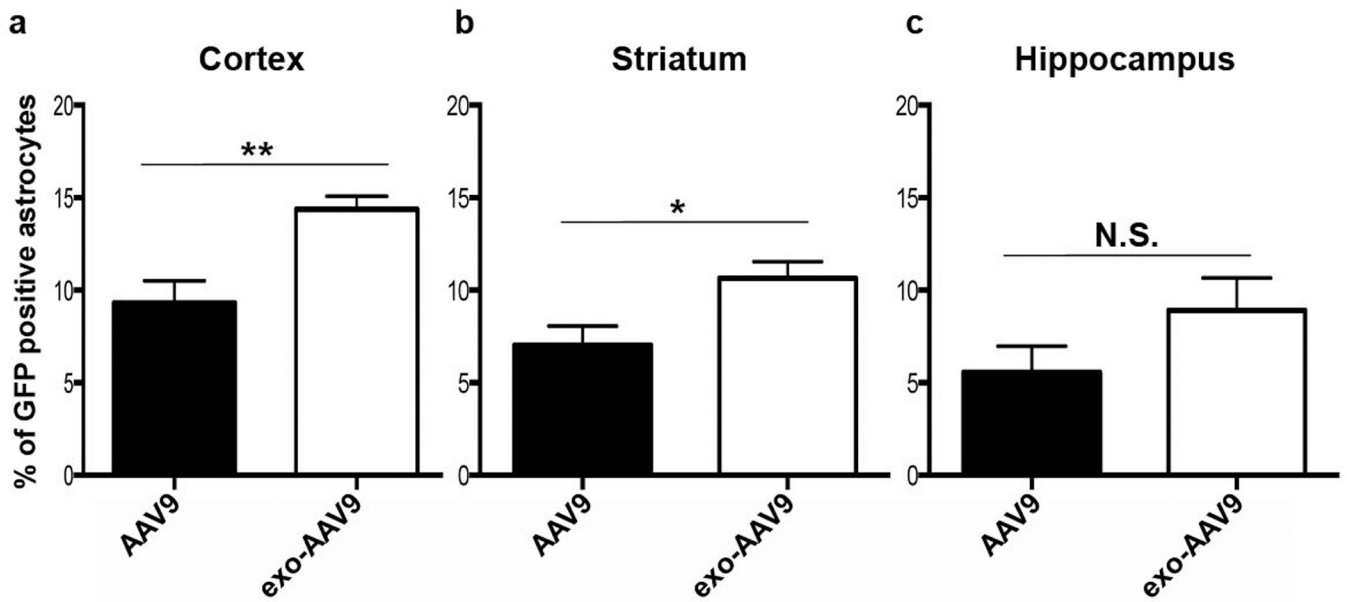 a
Cortex
% of GFP positive astrocytes
20
15
10
5
0
**
AAV9
exo-AAV9
b
Striatum
20
15
10
5
0
*
AAV9
exo-AAV9
c
Hippocampus
20
15
10
5
0
N.S.
AAV9
exo-AAV9